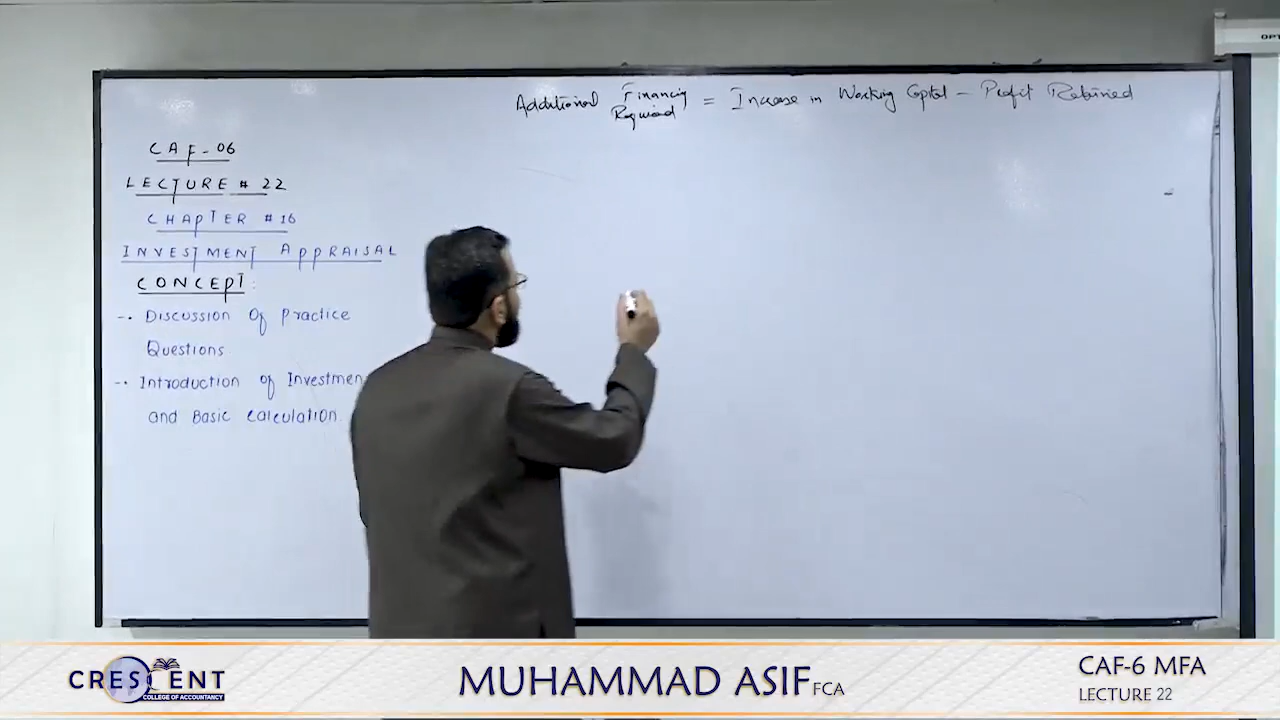 OPT
Additional Financing Required = Increase in Working Capital - Profit Retained
CAF-06
LECTURE # 22
CHAPTER #16
INVESTMENT APPRAISAL
CONCEPT:
Discussion Of Practice
Questions
Introduction of Investmen
and Basic Calculation
CRESCENT
COLLEGE OF ACCOUNTANCY
MUHAMMAD ASIF FCA
CAF-6 MFA
LECTURE 22